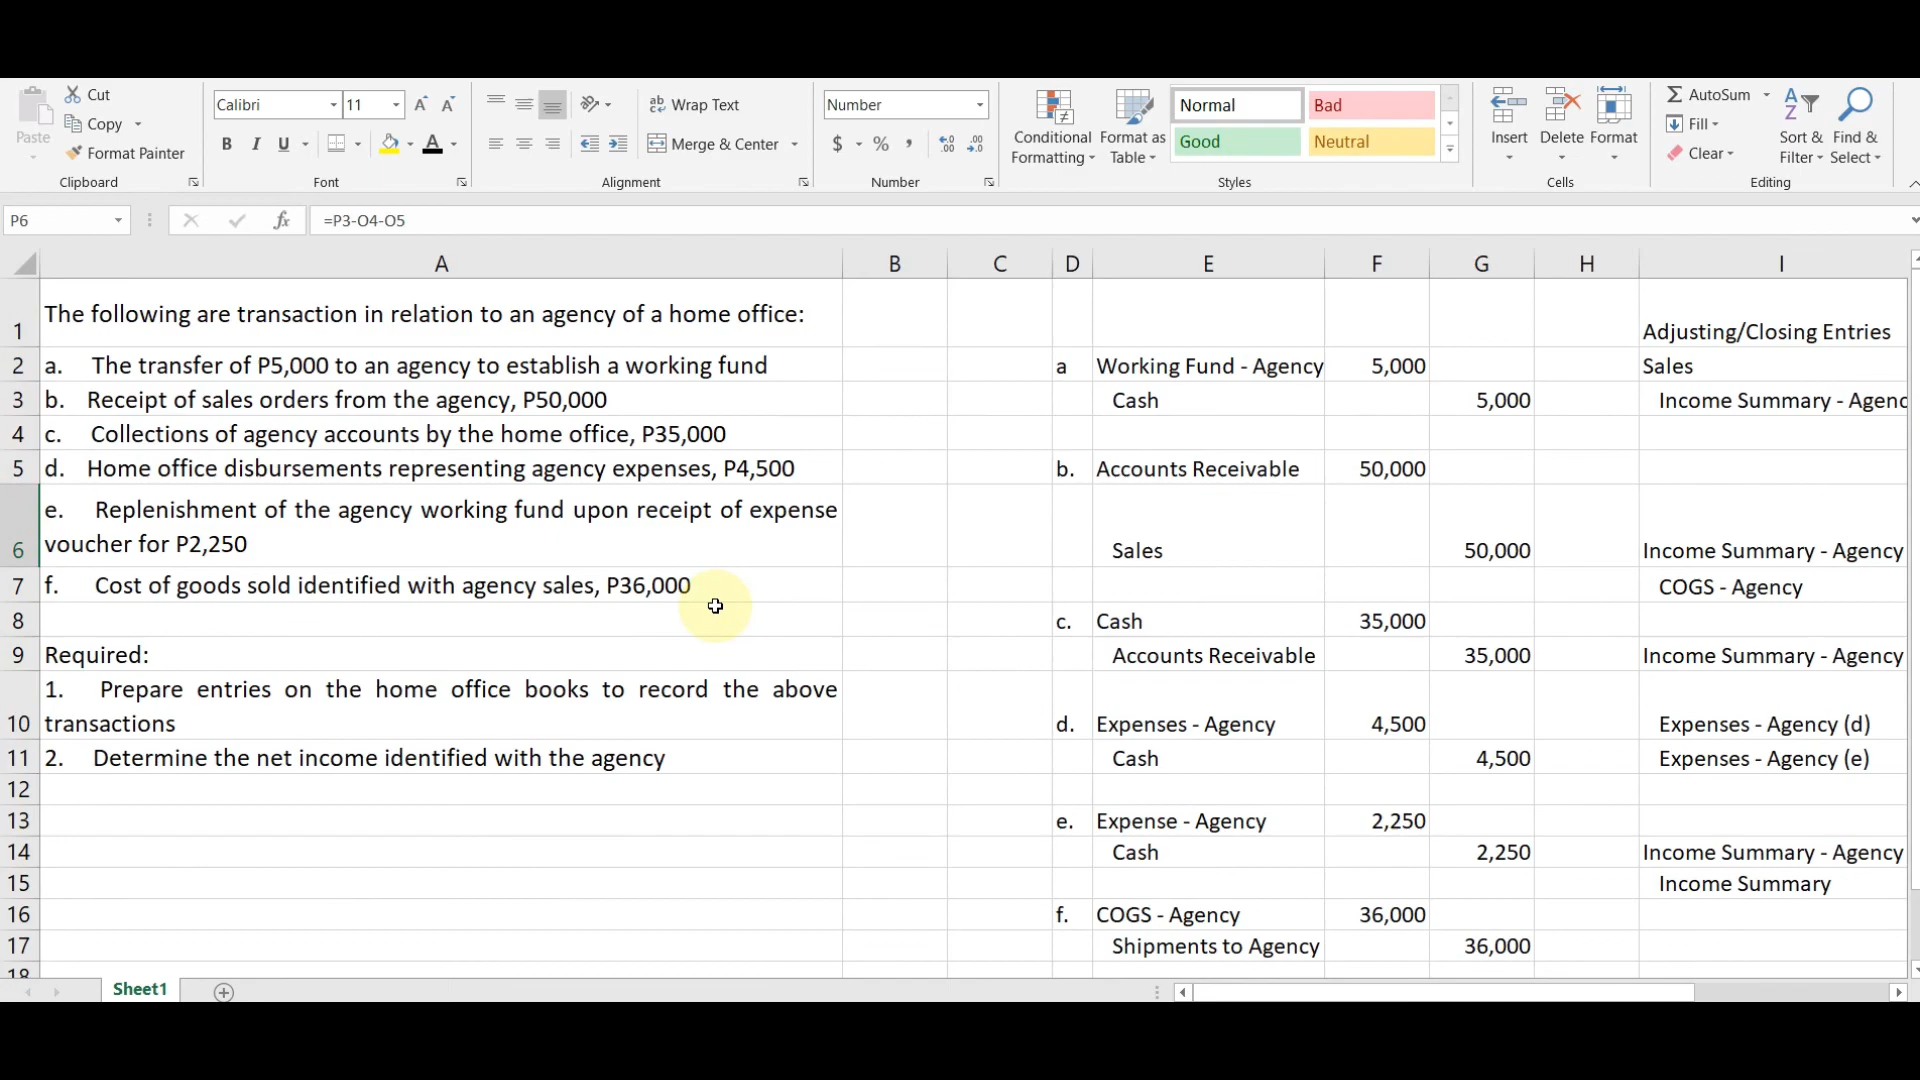 Cut
Copy
Paste
Format Painter
Clipboard
Calibri 11 A A
B I U A
Font
ab Wrap Text
Merge & Center
Alignment
Number
$ % ,
Number
Conditional Formatting
Format as Table
Normal Bad
Good Neutral
Styles
Insert Delete Format
Cells
AutoSum
Fill
Clear
Sort & Filter
Find & Select
Editing
P6 fx =P3-O4-O5
A B C D E F G H I
1 The following are transaction in relation to an agency of a home office: Adjusting/Closing Entries
2 a. The transfer of P5,000 to an agency to establish a working fund a Working Fund - Agency 5,000 Sales
3 b. Receipt of sales orders from the agency, P50,000 Cash 5,000 Income Summary - Agenc
4 c. Collections of agency accounts by the home office, P35,000
5 d. Home office disbursements representing agency expenses, P4,500 b. Accounts Receivable 50,000
e. Replenishment of the agency working fund upon receipt of expense
6 voucher for P2,250 Sales 50,000 Income Summary - Agency
7 f. Cost of goods sold identified with agency sales, P36,000 COGS - Agency
8 c. Cash 35,000
9 Required: Accounts Receivable 35,000 Income Summary - Agency
1. Prepare entries on the home office books to record the above
10 transactions d. Expenses - Agency 4,500 Expenses - Agency (d)
11 2. Determine the net income identified with the agency Cash 4,500 Expenses - Agency (e)
12
13 e. Expense - Agency 2,250
14 Cash 2,250 Income Summary - Agency
15 Income Summary
16 f. COGS - Agency 36,000
17 Shipments to Agency 36,000
18
Sheet1